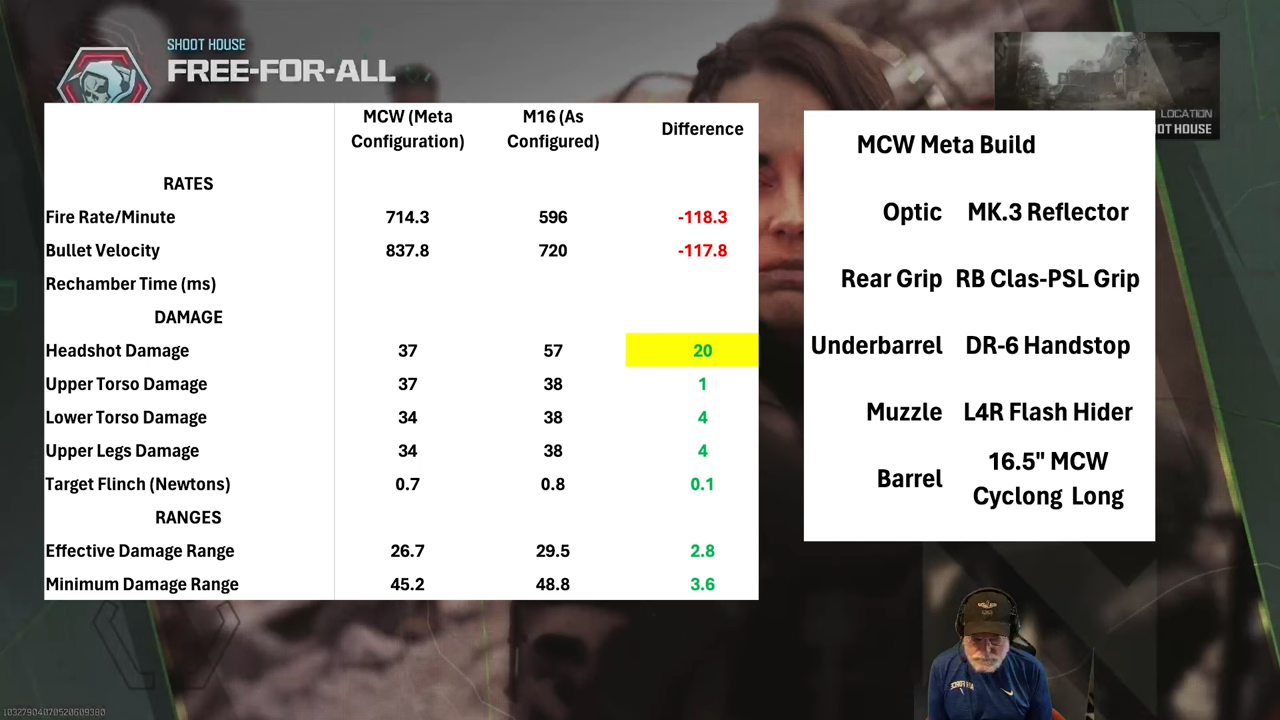 SHOOT HOUSE
FREE-FOR-ALL
LOCATION
OOT HOUSE
MCW (Meta Configuration) M16 (As Configured) Difference
RATES
Fire Rate/Minute 714.3 596 -118.3
Bullet Velocity 837.8 720 -117.8
Rechamber Time (ms)
DAMAGE
Headshot Damage 37 57 20
Upper Torso Damage 37 38 1
Lower Torso Damage 34 38 4
Upper Legs Damage 34 38 4
Target Flinch (Newtons) 0.7 0.8 0.1
RANGES
Effective Damage Range 26.7 29.5 2.8
Minimum Damage Range 45.2 48.8 3.6
MCW Meta Build
Optic MK.3 Reflector
Rear Grip RB Clas-PSL Grip
Underbarrel DR-6 Handstop
Muzzle L4R Flash Hider
Barrel 16.5" MCW
Cyclong Long